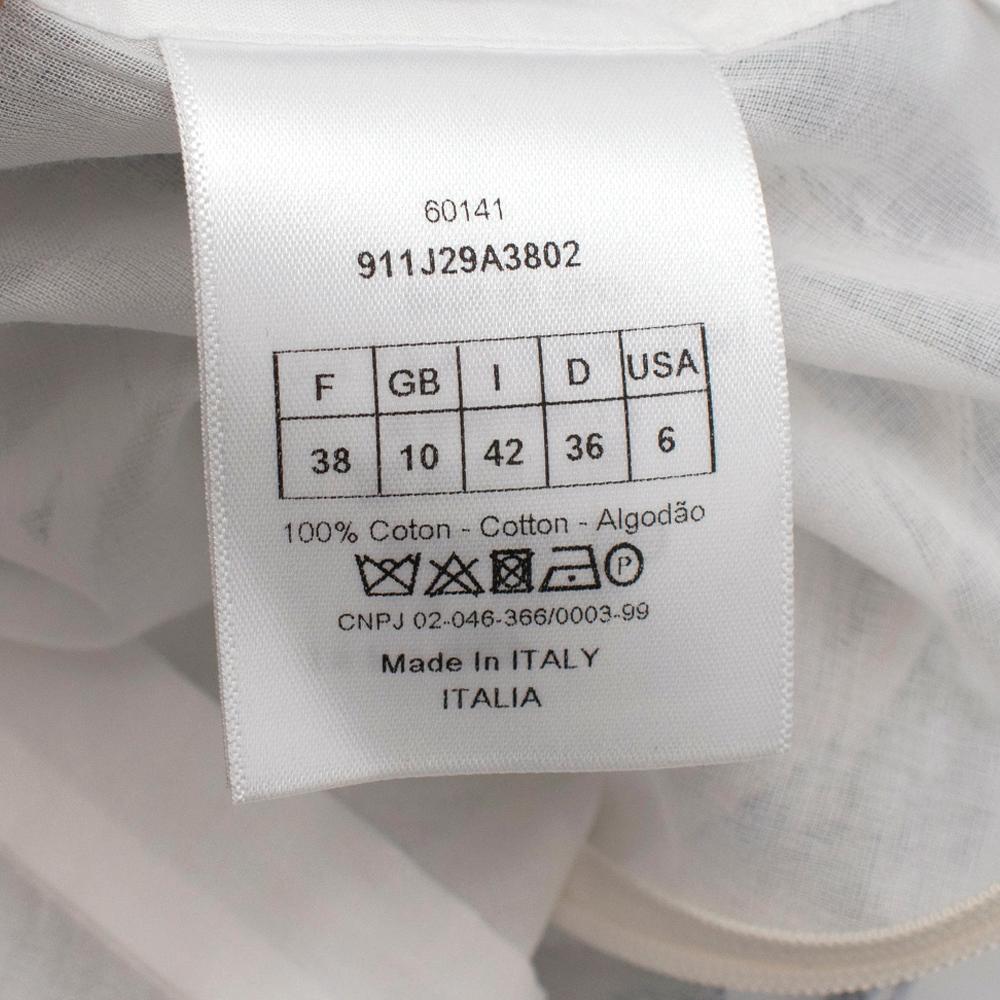 60141
911J29A3802
F GB I D USA
38 10 42 36 6
100% Coton - Cotton - Algodão
P
CNPJ 02-046-366/0003-99
Made In ITALY
ITALIA